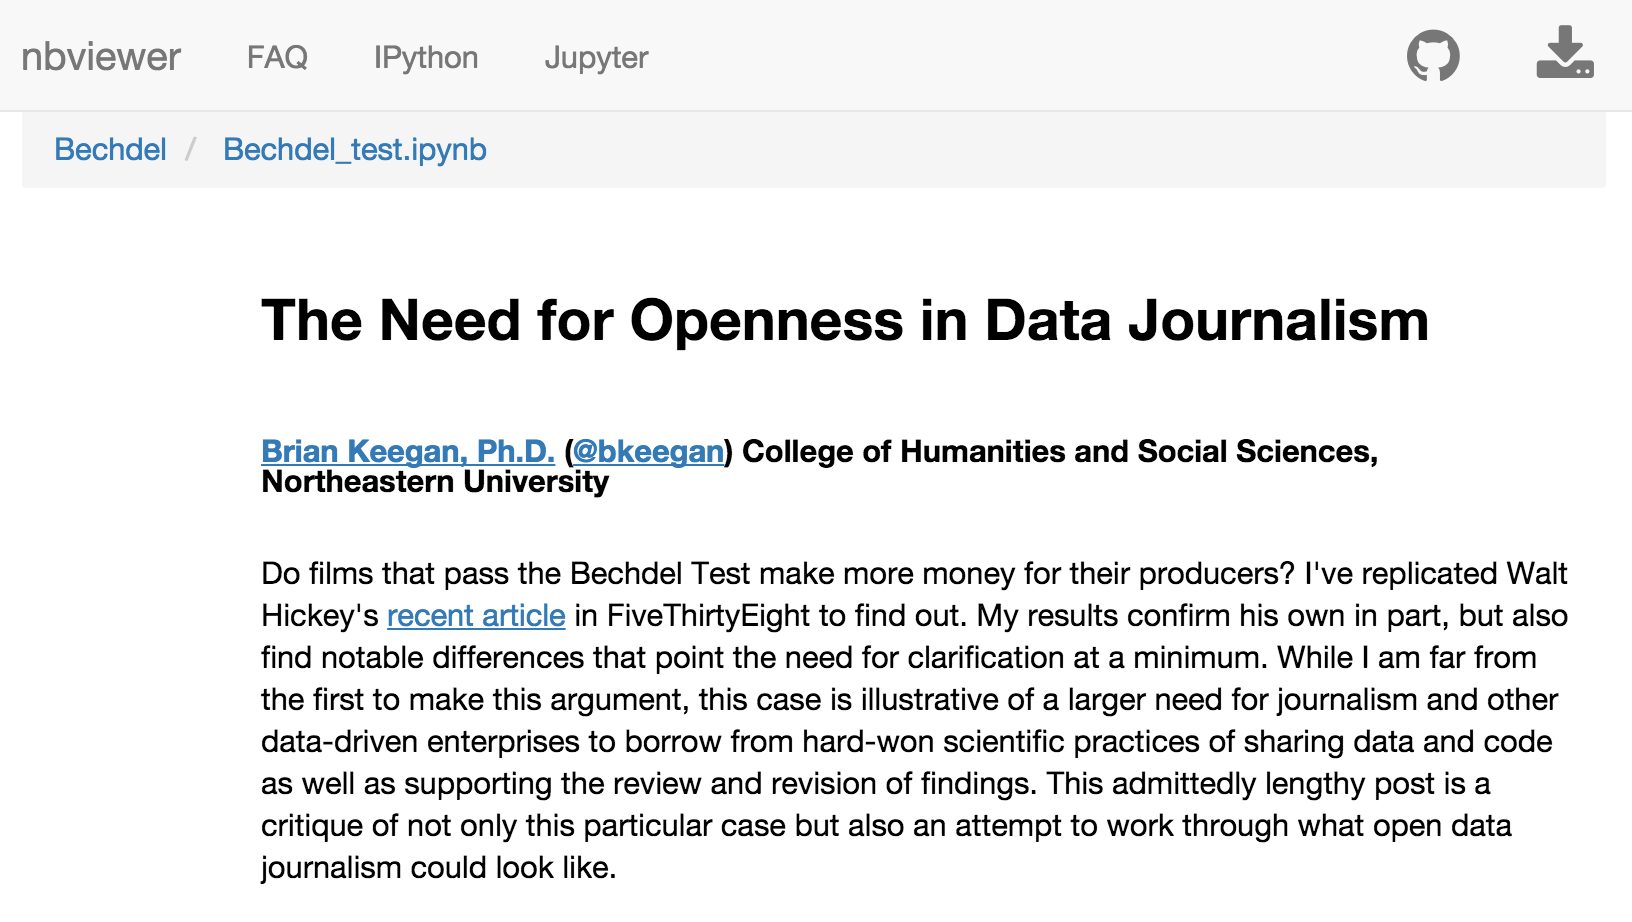 nbviewer FAQ IPython Jupyter
Bechdel / Bechdel_test.ipynb
The Need for Openness in Data Journalism
Brian Keegan, Ph.D. (@bkeegan) College of Humanities and Social Sciences,
Northeastern University
Do films that pass the Bechdel Test make more money for their producers? I've replicated Walt
Hickey's recent article in FiveThirtyEight to find out. My results confirm his own in part, but also
find notable differences that point the need for clarification at a minimum. While I am far from
the first to make this argument, this case is illustrative of a larger need for journalism and other
data-driven enterprises to borrow from hard-won scientific practices of sharing data and code
as well as supporting the review and revision of findings. This admittedly lengthy post is a
critique of not only this particular case but also an attempt to work through what open data
journalism could look like.